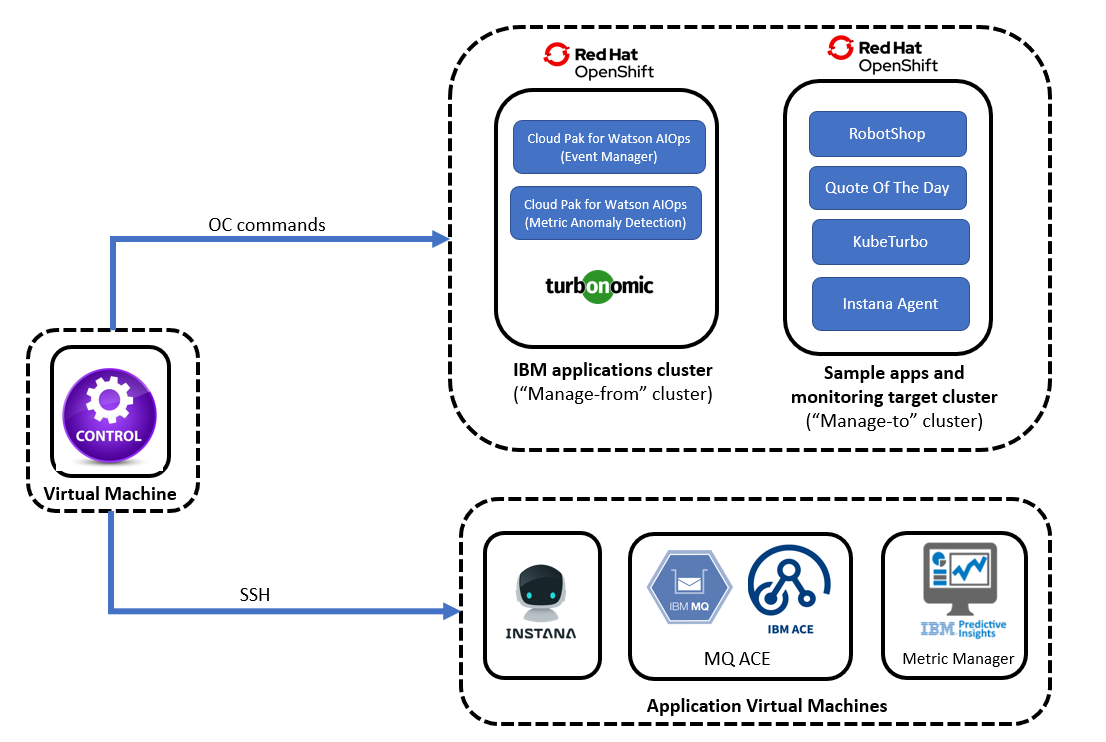 Red Hat
OpenShift
Red Hat
OpenShift
Cloud Pak for Watson AIOps
(Event Manager)
Cloud Pak for Watson AIOps
(Metric Anomaly Detection)
turbonomic
RobotShop
Quote Of The Day
KubeTurbo
Instana Agent
IBM applications cluster
(“Manage-from” cluster)
Sample apps and
monitoring target cluster
(“Manage-to” cluster)
OC commands
CONTROL
Virtual Machine
SSH
INSTANA
IBM MQ
IBM ACE
MQ ACE
IBM Predictive
Insights
Metric Manager
Application Virtual Machines